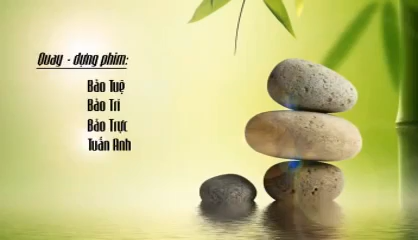 Quay - dựng phim:
Bảo Tuệ
Bảo Trí
Bảo Trực
Tuấn Anh